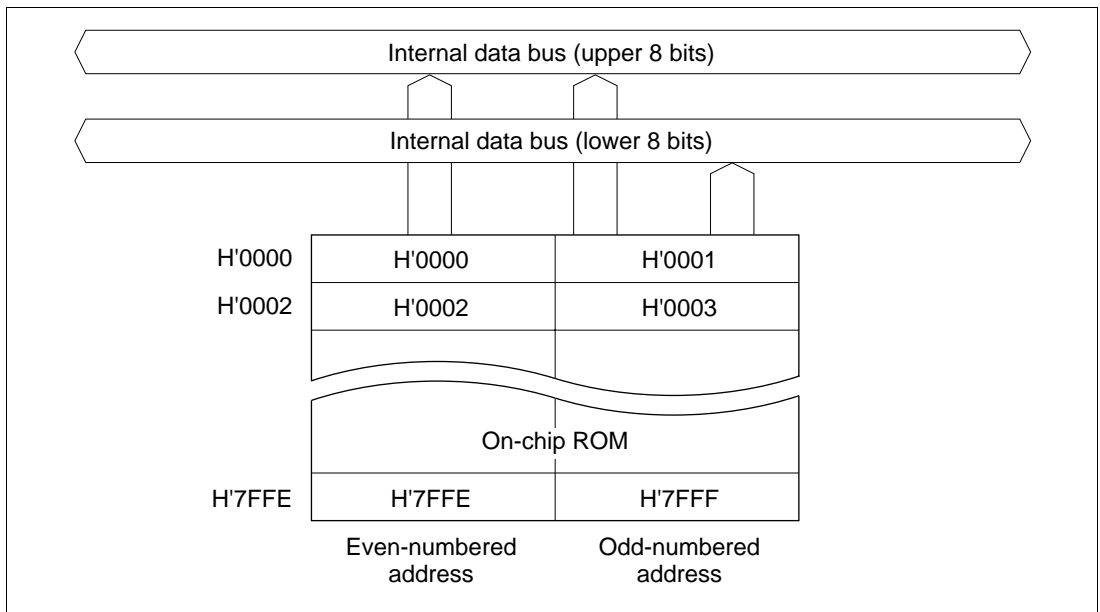 Internal data bus (upper 8 bits)
Internal data bus (lower 8 bits)
H'0000 H'0000 H'0001
H'0002 H'0002 H'0003
On-chip ROM
H'7FFE H'7FFE H'7FFF
Even-numbered address
Odd-numbered address